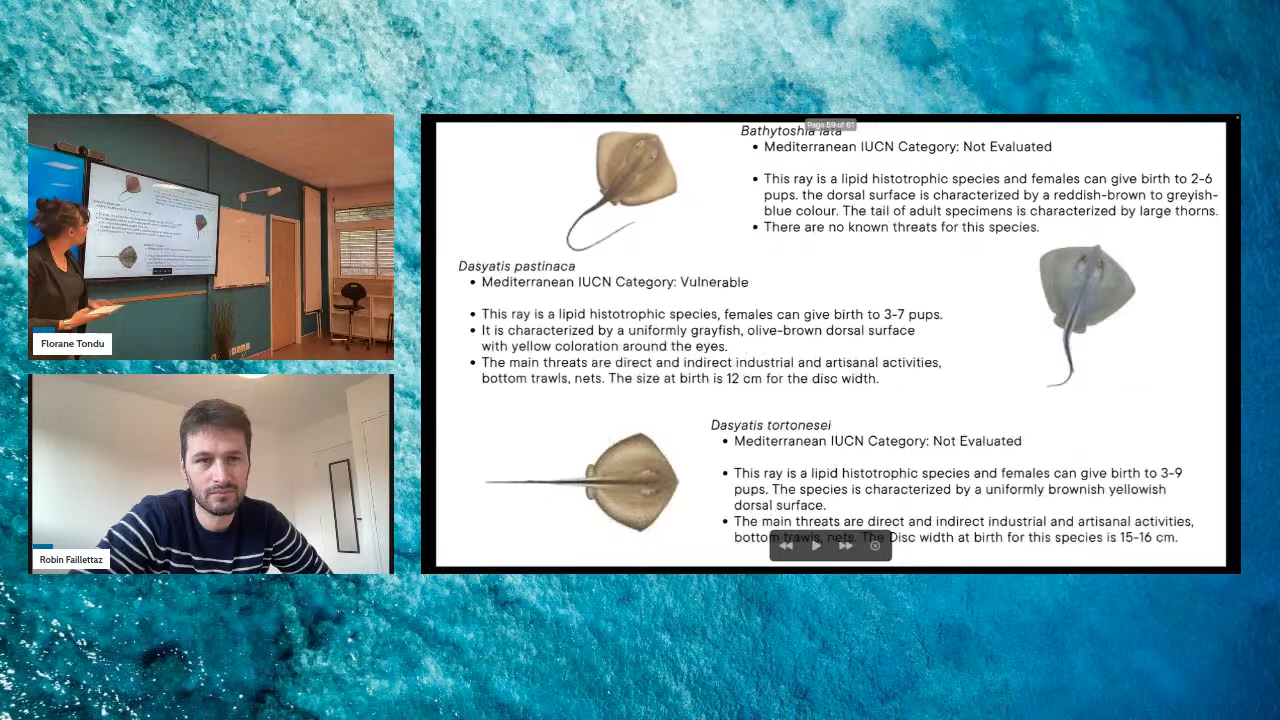 Florane Tondu
Robin Faillettaz
Page 59 of 61
Bathytoshia lata
• Mediterranean IUCN Category: Not Evaluated
• This ray is a lipid histotrophic species and females can give birth to 2-6
pups. the dorsal surface is characterized by a reddish-brown to greyish-
blue colour. The tail of adult specimens is characterized by large thorns.
• There are no known threats for this species.
Dasyatis pastinaca
• Mediterranean IUCN Category: Vulnerable
• This ray is a lipid histotrophic species, females can give birth to 3-7 pups.
• It is characterized by a uniformly grayfish, olive-brown dorsal surface
with yellow coloration around the eyes.
• The main threats are direct and indirect industrial and artisanal activities,
bottom trawls, nets. The size at birth is 12 cm for the disc width.
Dasyatis tortonesei
• Mediterranean IUCN Category: Not Evaluated
• This ray is a lipid histotrophic species and females can give birth to 3-9
pups. The species is characterized by a uniformly brownish yellowish
dorsal surface.
• The main threats are direct and indirect industrial and artisanal activities,
bottom trawls, nets. The Disc width at birth for this species is 15-16 cm.